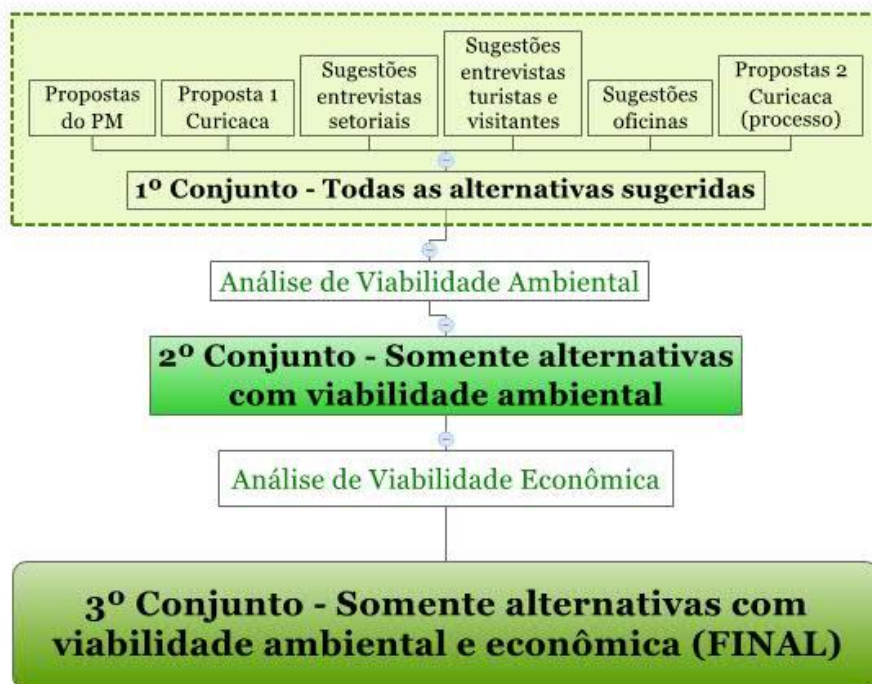 Propostas
do PM
Proposta 1
Curicaca
Sugestões
entrevistas
setoriais
Sugestões
entrevistas
turistas e
visitantes
Sugestões
oficinas
Propostas 2
Curicaca
(processo)
1º Conjunto - Todas as alternativas sugeridas
Análise de Viabilidade Ambiental
2º Conjunto - Somente alternativas
com viabilidade ambiental
Análise de Viabilidade Econômica
3º Conjunto - Somente alternativas com
viabilidade ambiental e econômica (FINAL)